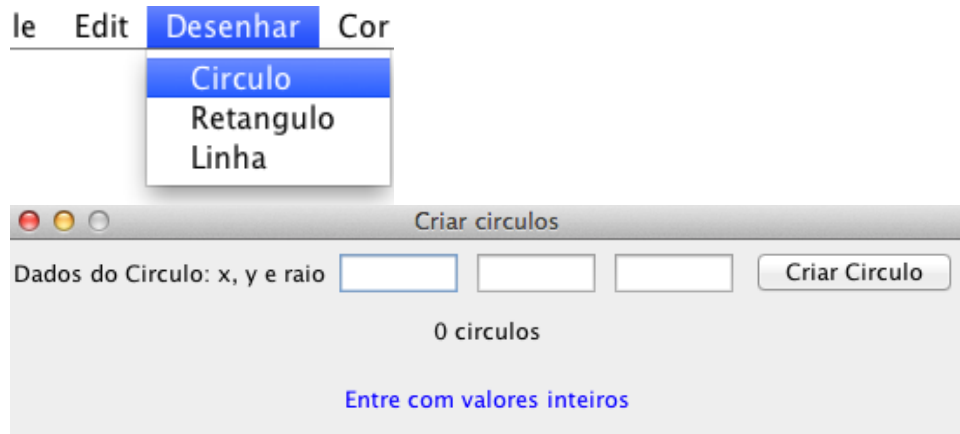 le Edit Desenhar Cor
Circulo
Retangulo
Linha
Criar circulos
Dados do Circulo: x, y e raio Criar Circulo
0 circulos
Entre com valores inteiros